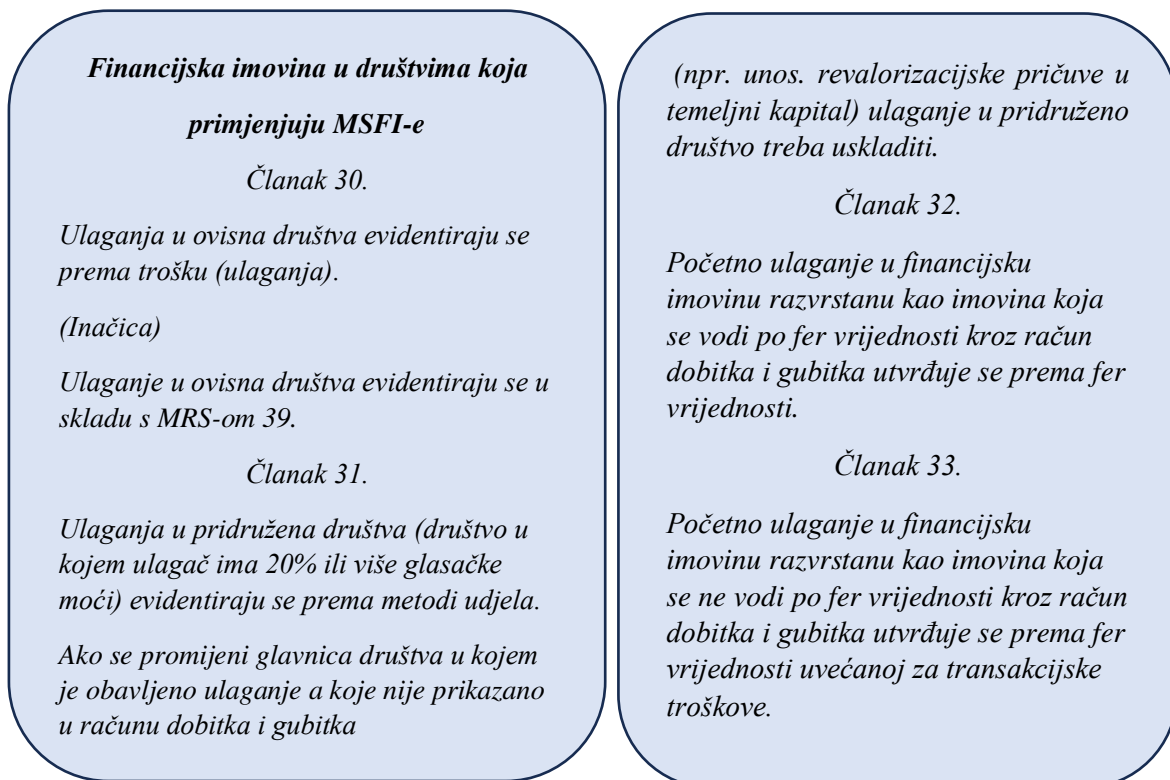 Financijska imovina u društvima koja
primjenjuju MSFI-e
Članak 30.
Ulaganja u ovisna društva evidentiraju se
prema trošku (ulaganja).
(Inačica)
Ulaganje u ovisna društva evidentiraju se u
skladu s MRS-om 39.
Članak 31.
Ulaganja u pridružena društva (društvo u
kojem ulagač ima 20% ili više glasačke
moći) evidentiraju se prema metodi udjela.
Ako se promijeni glavnica društva u kojem
je obavljeno ulaganje a koje nije prikazano
u računu dobitka i gubitka
(npr. unos. revalorizacijske pričuve u
temeljni kapital) ulaganje u pridruženo
društvo treba uskladiti.
Članak 32.
Početno ulaganje u financijsku
imovinu razvrstanu kao imovina koja
se vodi po fer vrijednosti kroz račun
dobitka i gubitka utvrđuje se prema fer
vrijednosti.
Članak 33.
Početno ulaganje u financijsku
imovinu razvrstanu kao imovina koja
se ne vodi po fer vrijednosti kroz račun
dobitka i gubitka utvrđuje se prema fer
vrijednosti uvećanoj za transakcijske
troškove.